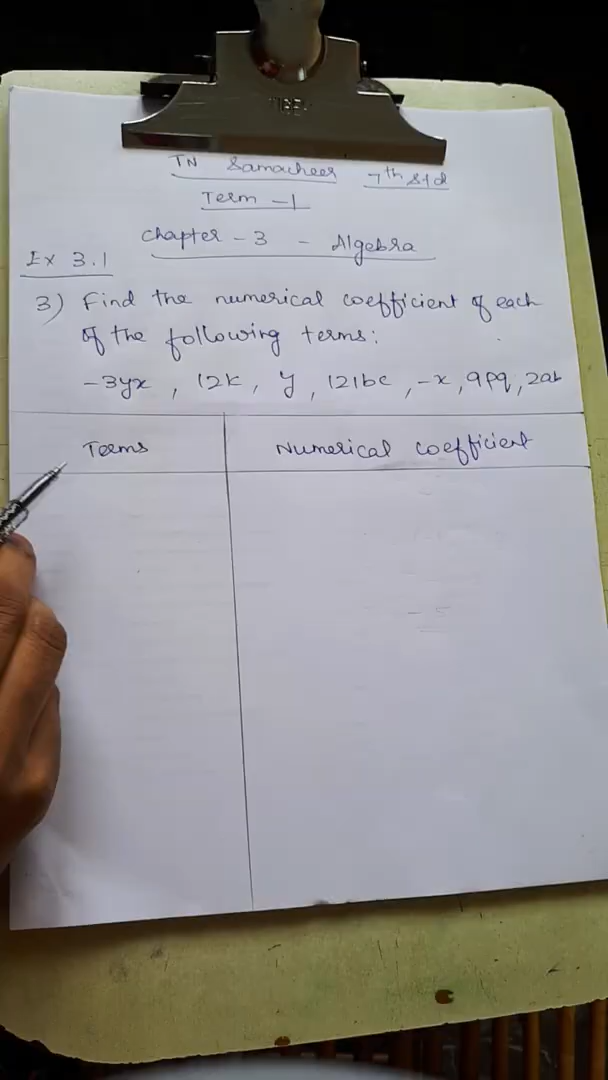 TN Samacheer 7th std
Term - 1
Chapter - 3 - Algebra
Ex 3.1
3) Find the numerical coefficient of each
of the following terms:
-3yx , 12k, y, 121bc, -x, 9pq, 2ab
Terms Numerical coefficient